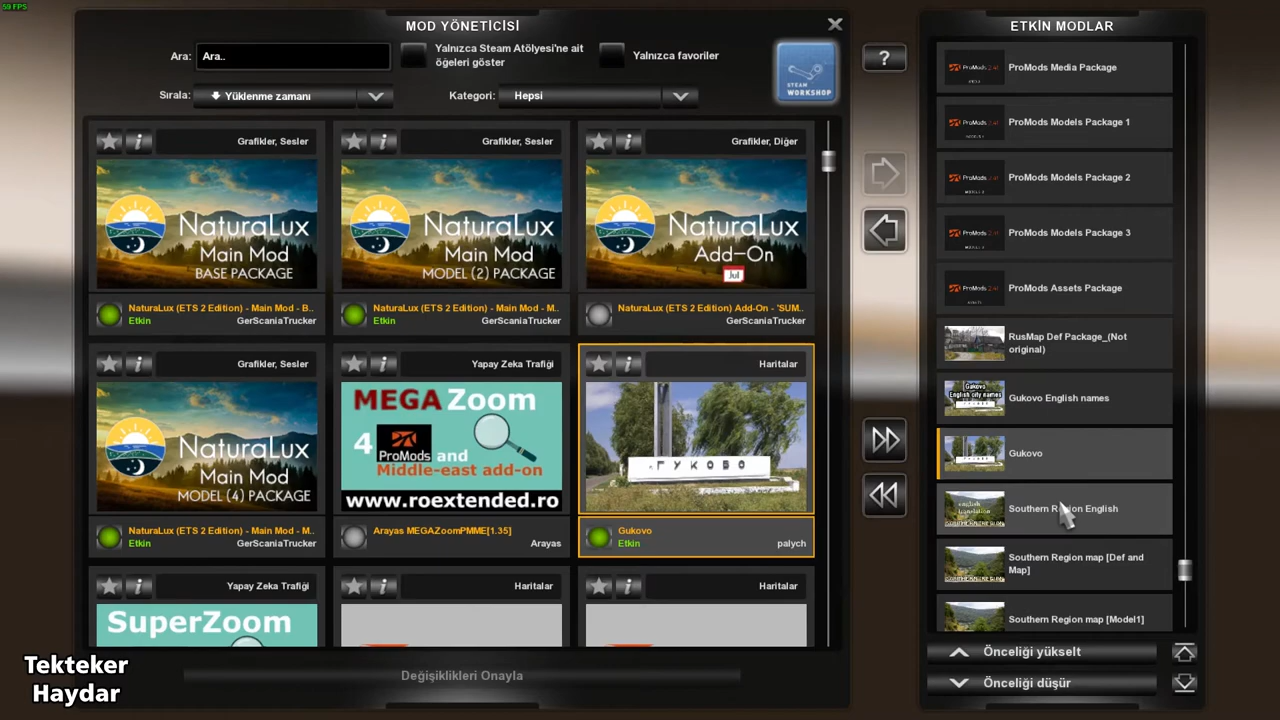 59 FPS
MOD YÖNETİCİSİ
Ara:
Ara..
Yalnızca Steam Atölyesi'ne ait
öğeleri göster
Yalnızca favoriler
STEAM
WORKSHOP
Sırala:
Yüklenme zamanı
Kategori:
Hepsi
Grafikler, Sesler
Grafikler, Sesler
Grafikler, Diğer
NaturaLux
Main Mod
BASE PACKAGE
NaturaLux
Main Mod
MODEL (2) PACKAGE
NaturaLux
Add-On
Jul
NaturaLux (ETS 2 Edition) - Main Mod - B..
Etkin
GerScaniaTrucker
NaturaLux (ETS 2 Edition) - Main Mod - M..
Etkin
GerScaniaTrucker
NaturaLux (ETS 2 Edition) Add-On - 'SUM..
GerScaniaTrucker
Grafikler, Sesler
Yapay Zeka Trafiği
Haritalar
NaturaLux
Main Mod
MODEL (4) PACKAGE
MEGA Zoom
4 ProMods and
Middle-east add-on
www.roextended.ro
ГУКОВО
NaturaLux (ETS 2 Edition) - Main Mod - M..
Etkin
GerScaniaTrucker
Arayas MEGAZoomPMME[1.35]
Arayas
Gukovo
Etkin
palych
Yapay Zeka Trafiği
Haritalar
Haritalar
SuperZoom
Değişiklikleri Onayla
?
ETKİN MODLAR
ProMods Media Package
ProMods Models Package 1
ProMods Models Package 2
ProMods Models Package 3
ProMods Assets Package
RusMap Def Package_(Not
original)
Gukovo
English city names
Gukovo English names
Gukovo
Southern Region English
Southern Region map [Def and
Map]
Southern Region map [Model1]
Önceliği yükselt
Önceliği düşür
Tekteker
Haydar